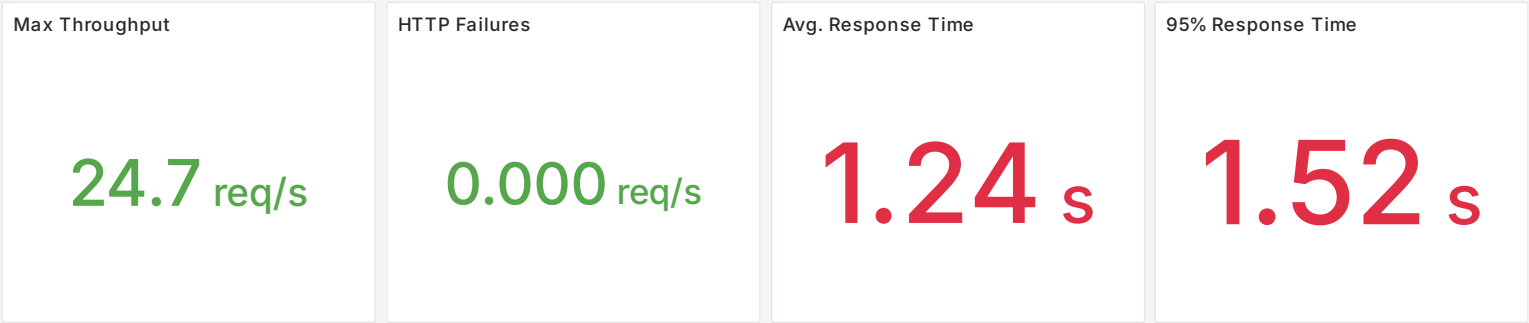 Max Throughput
24.7 req/s
HTTP Failures
0.000 req/s
Avg. Response Time
1.24 s
95% Response Time
1.52 s